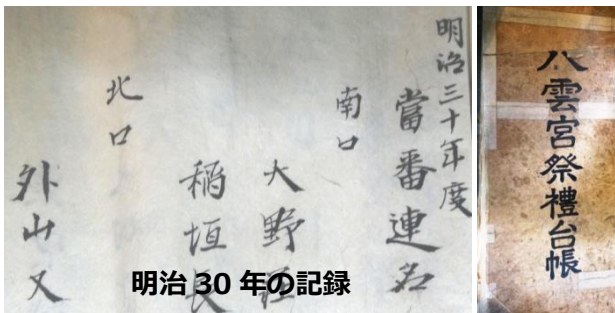 明治三十年度
當番連名
南口
大野
稲垣
北口
外山又
明治 30 年の記録
八雲宮祭禮台帳